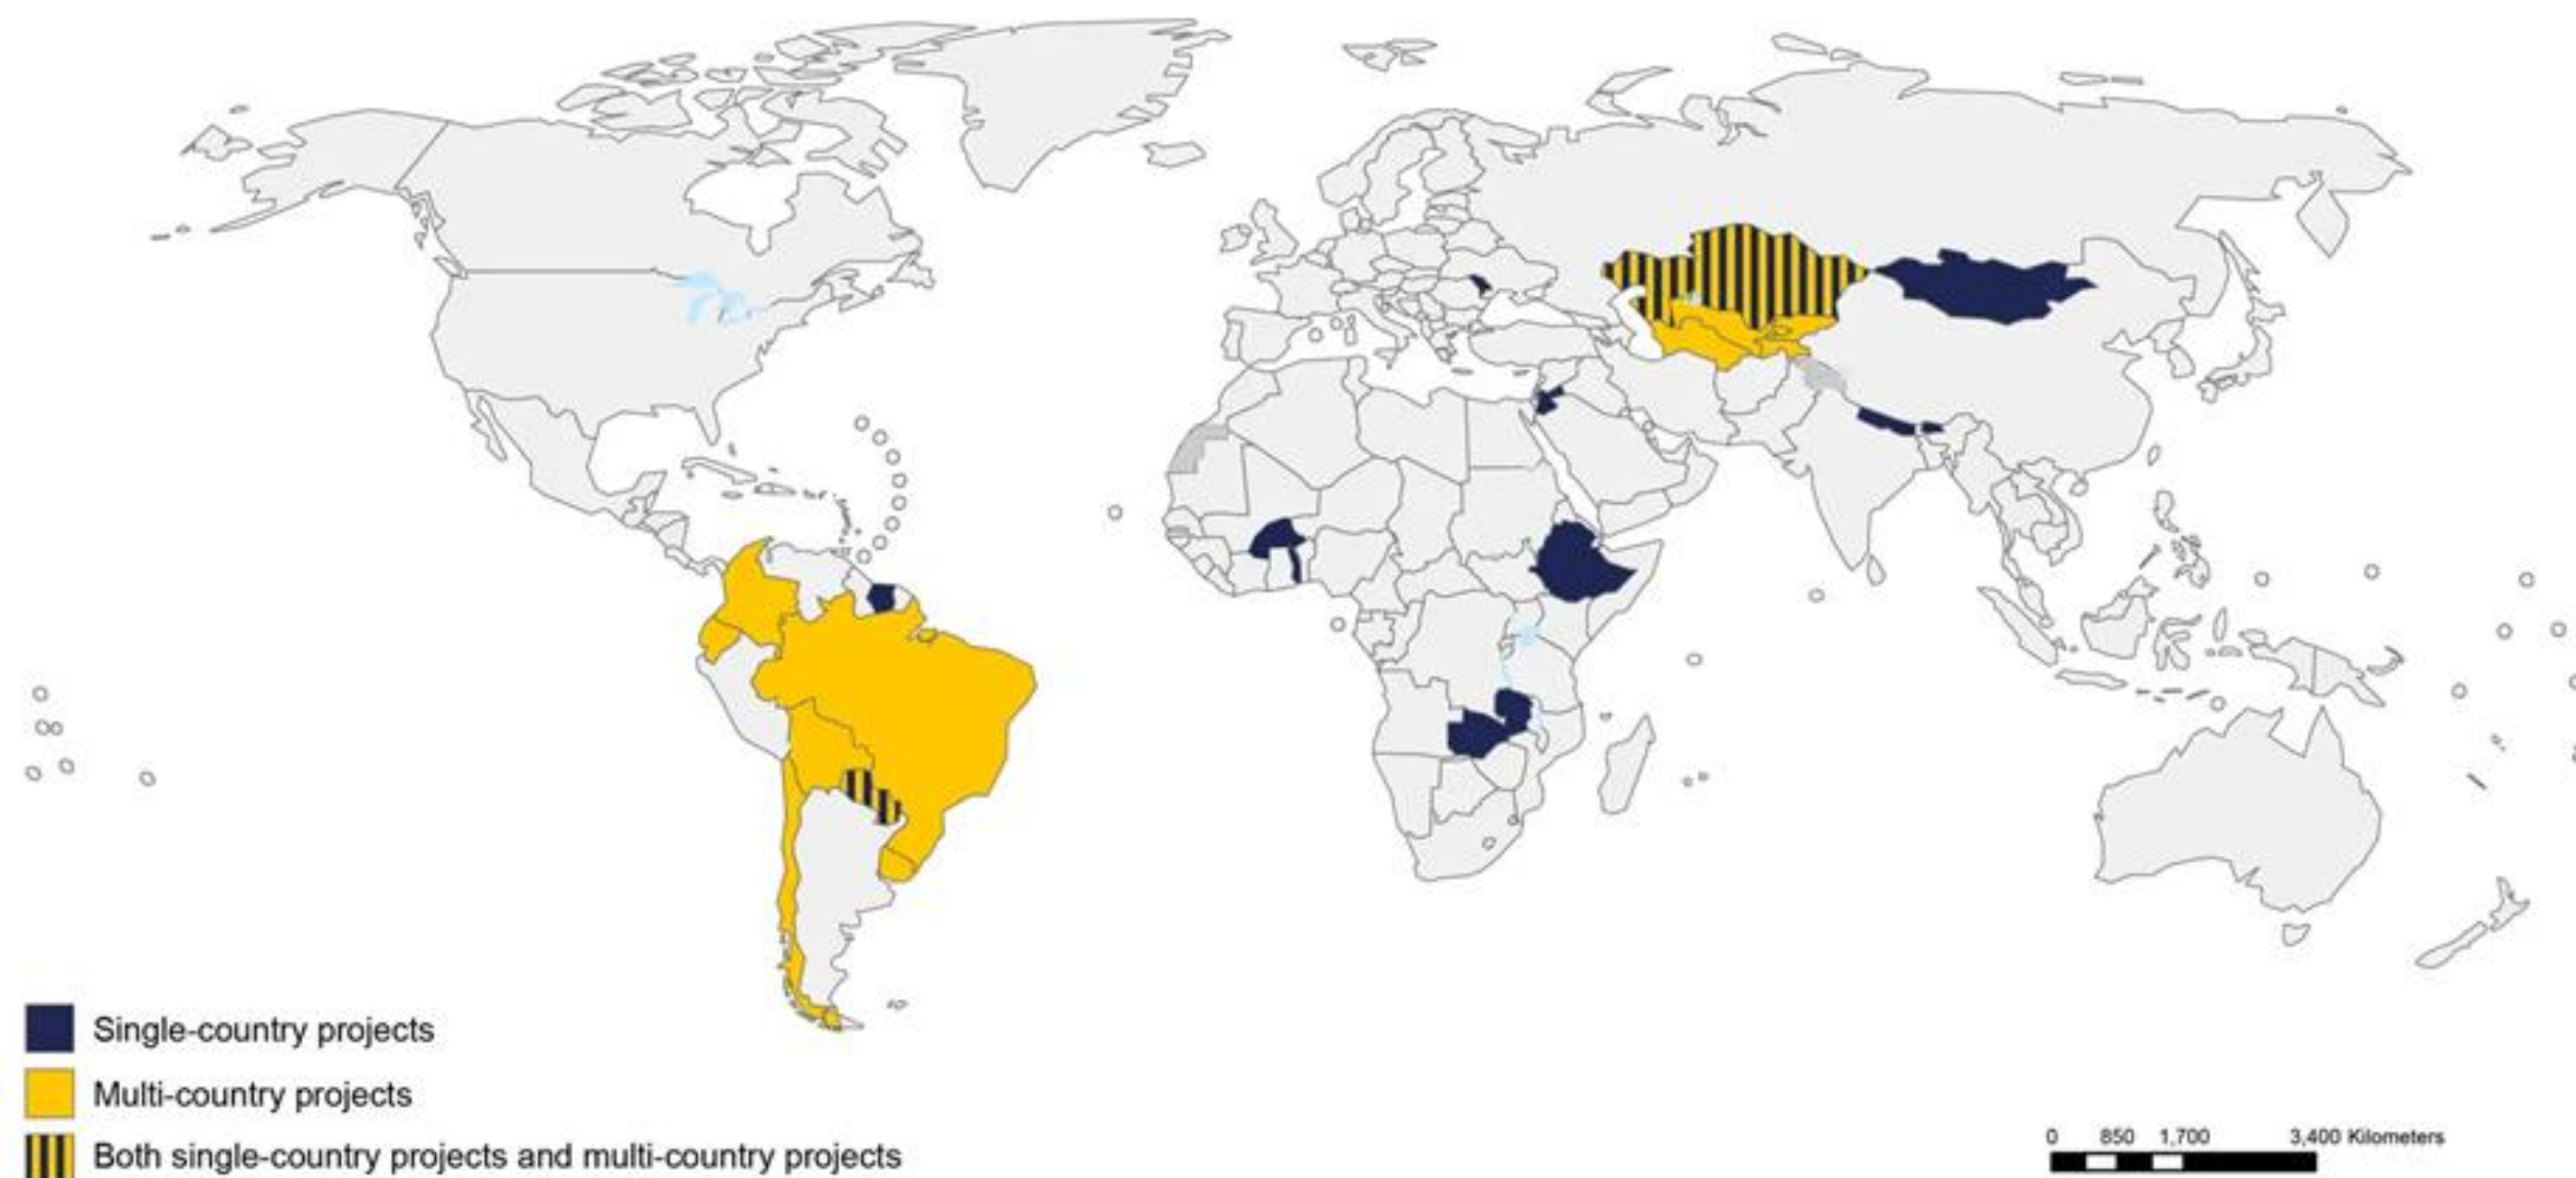 Single-country projects
Multi-country projects
Both single-country projects and multi-country projects
0 850 1,700 3,400 Kilometers